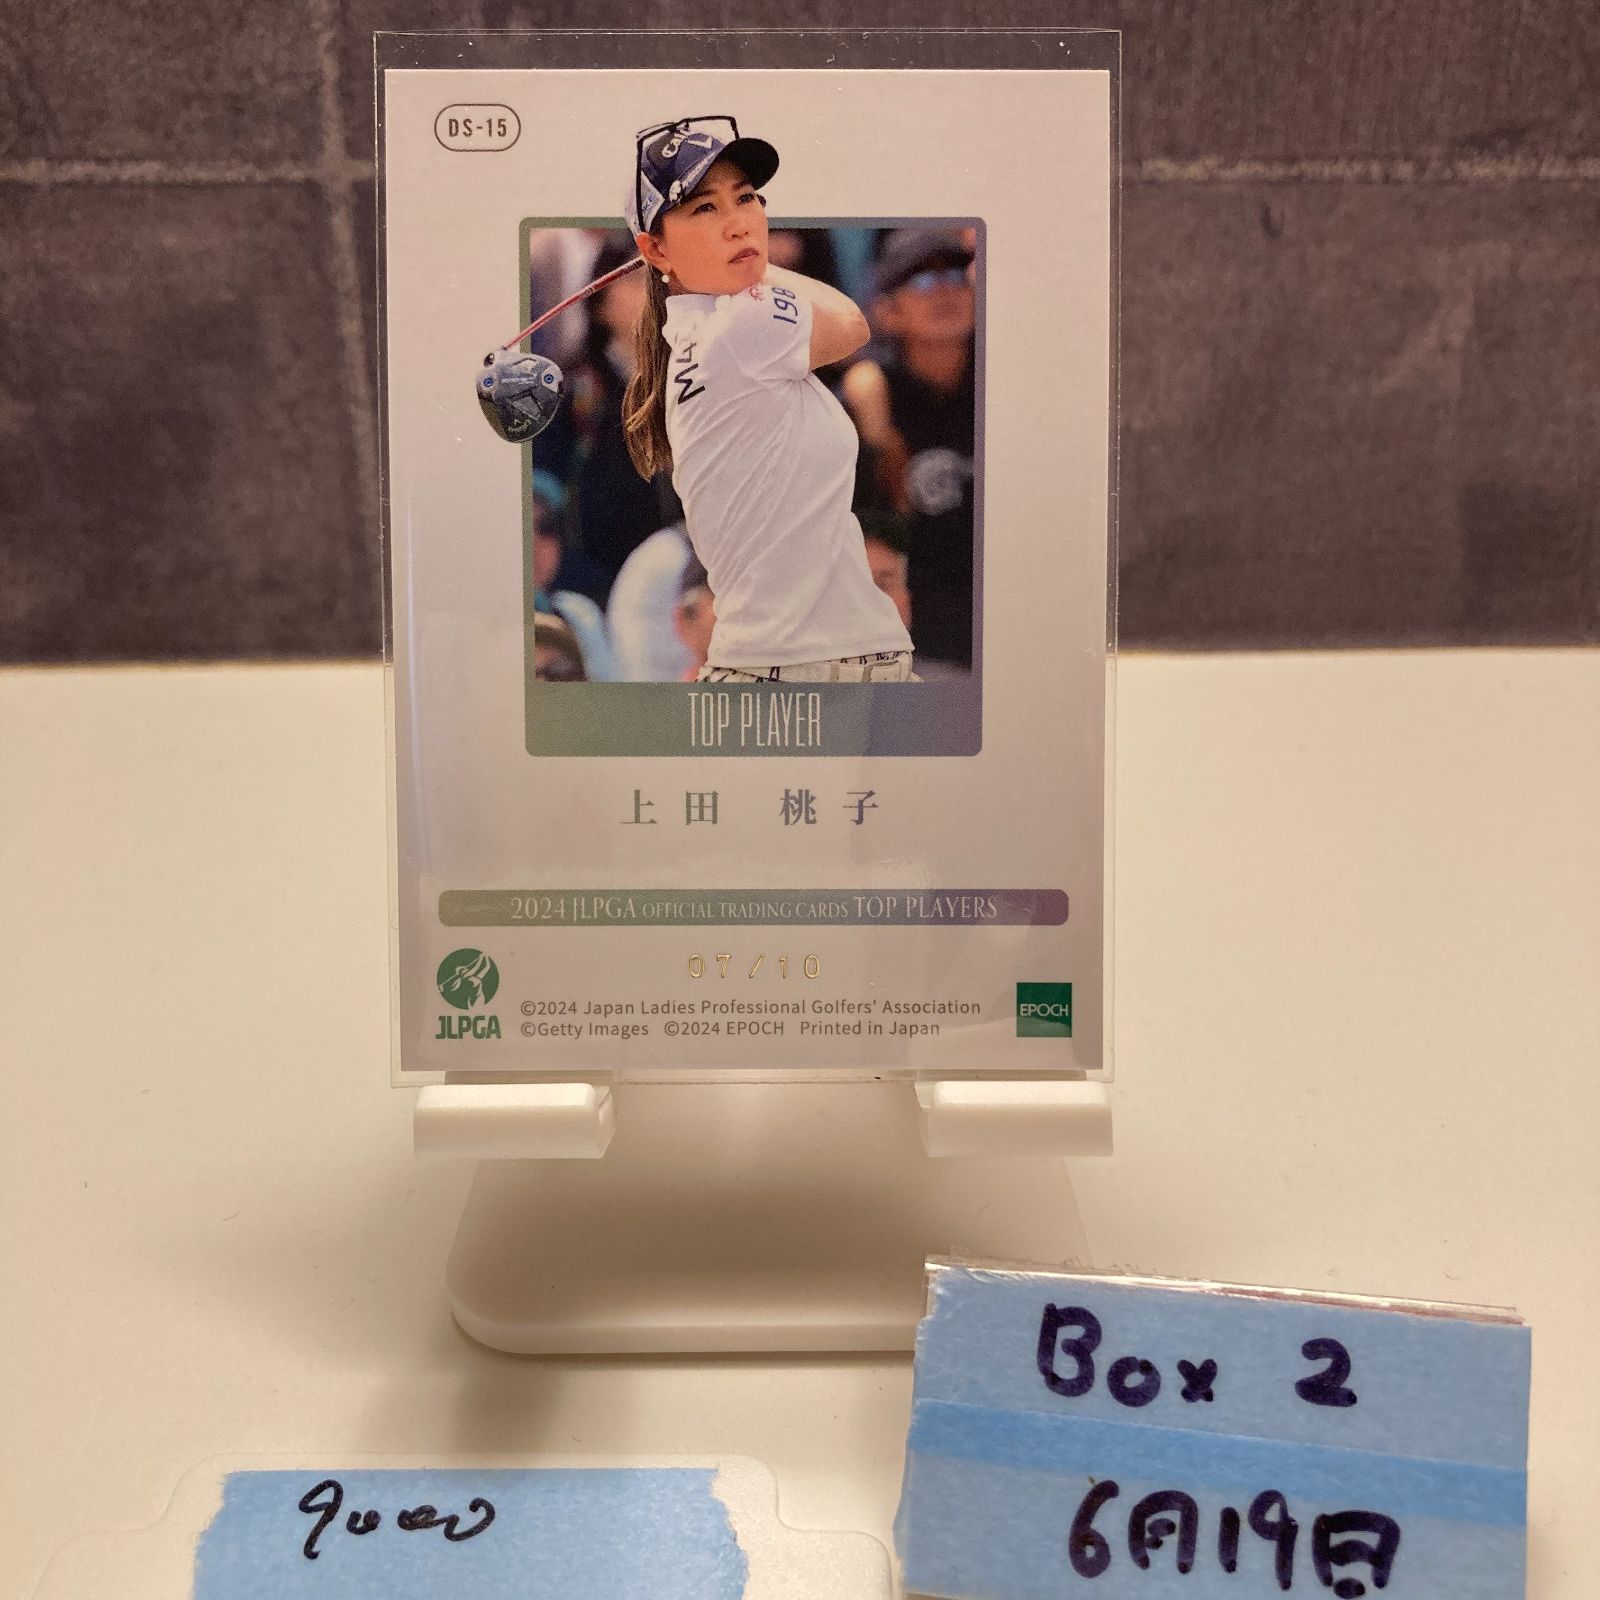 DS-15
198
TOP PLAYER
上田 桃子
2024 JLPGA OFFICIAL TRADING CARDS TOP PLAYERS
07/10
JLPGA
©2024 Japan Ladies Professional Golfers' Association
©Getty Images ©2024 EPOCH Printed in Japan
EPOCH
Box 2
6月19日